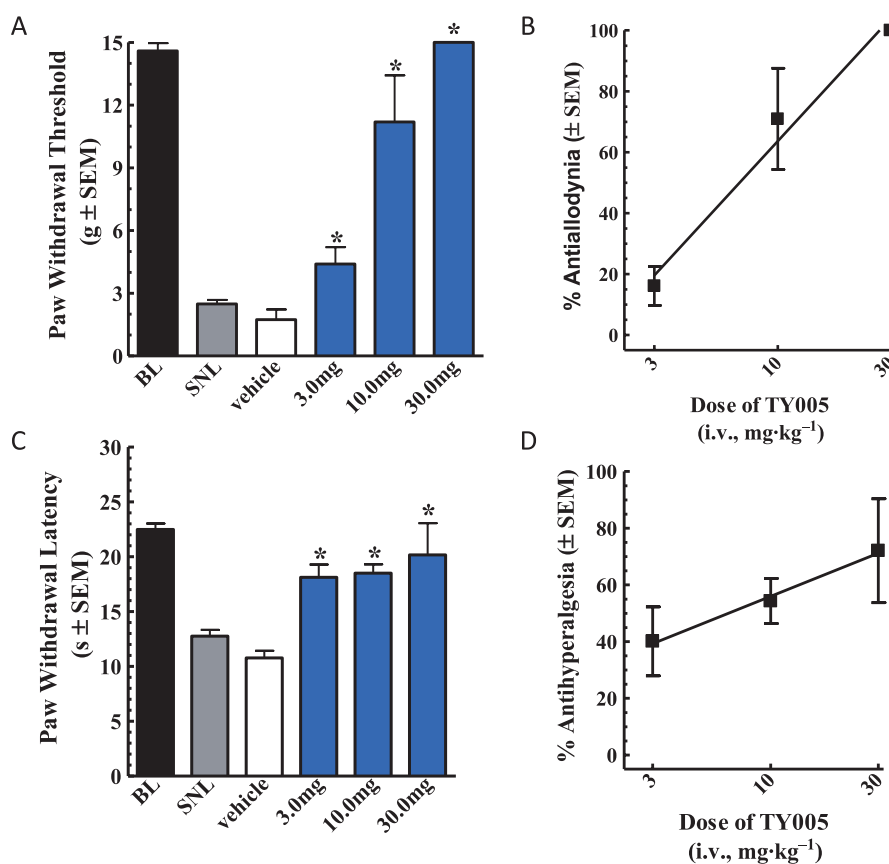 A
Paw Withdrawal Threshold
(g ± SEM)
15
12
9
6
3
0
*
*
*
BL
SNL
vehicle
3.0mg
10.0mg
30.0mg
B
% Antiallodynia (± SEM)
100
80
60
40
20
0
3
10
30
Dose of TY005
(i.v., mg·kg⁻¹)
C
Paw Withdrawal Latency
(s ± SEM)
30
25
20
15
10
5
0
*
*
*
BL
SNL
vehicle
3.0mg
10.0mg
30.0mg
D
% Antihyperalgesia (± SEM)
100
80
60
40
20
0
3
10
30
Dose of TY005
(i.v., mg·kg⁻¹)